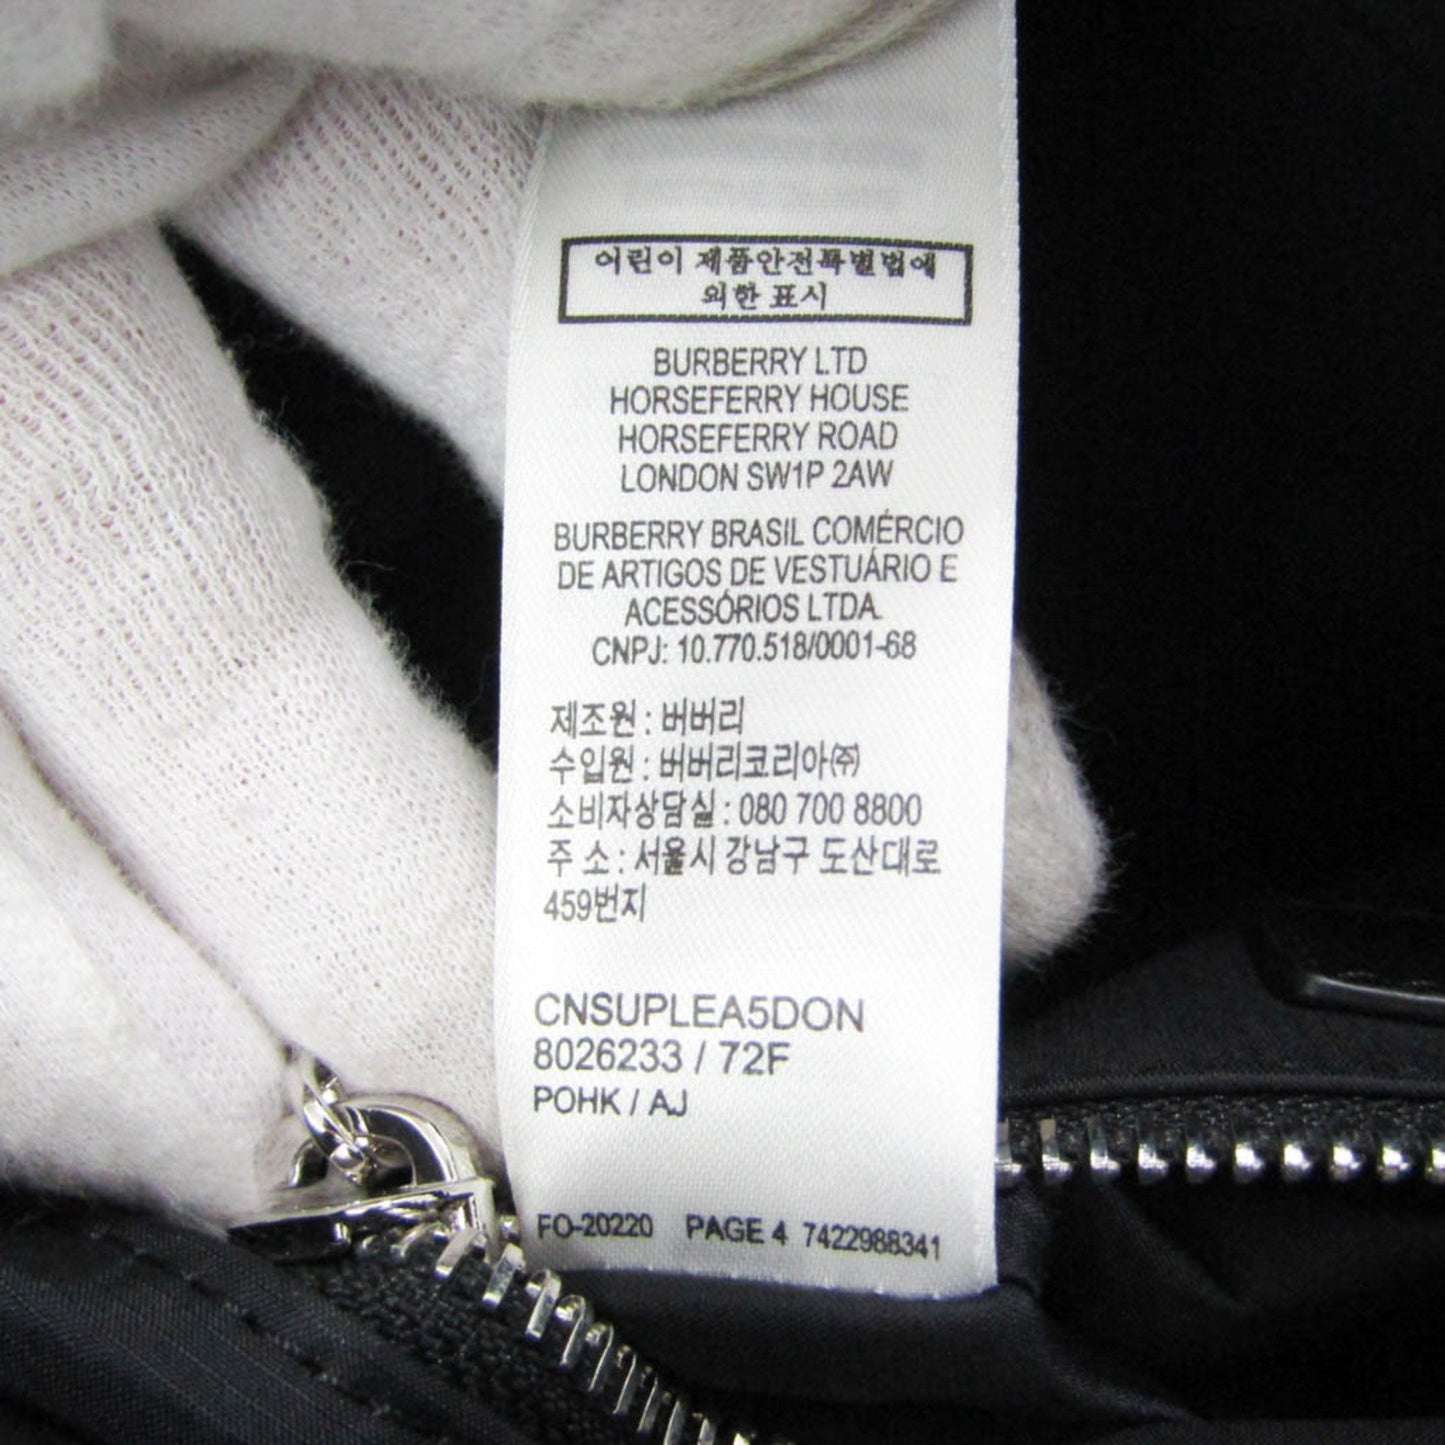 어린이 제품안전특별법에
의한 표시
BURBERRY LTD
HORSEFERRY HOUSE
HORSEFERRY ROAD
LONDON SW1P 2AW
BURBERRY BRASIL COMÉRCIO
DE ARTIGOS DE VESTUÁRIO E
ACESSÓRIOS LTDA.
CNPJ: 10.770.518/0001-68
제조원 : 버버리
수입원 : 버버리코리아㈜
소비자상담실 : 080 700 8800
주 소 : 서울시 강남구 도산대로
459번지
CNSUPLEA5DON
8026233 / 72F
POHK / AJ
FO-20220 PAGE 4 7422988341